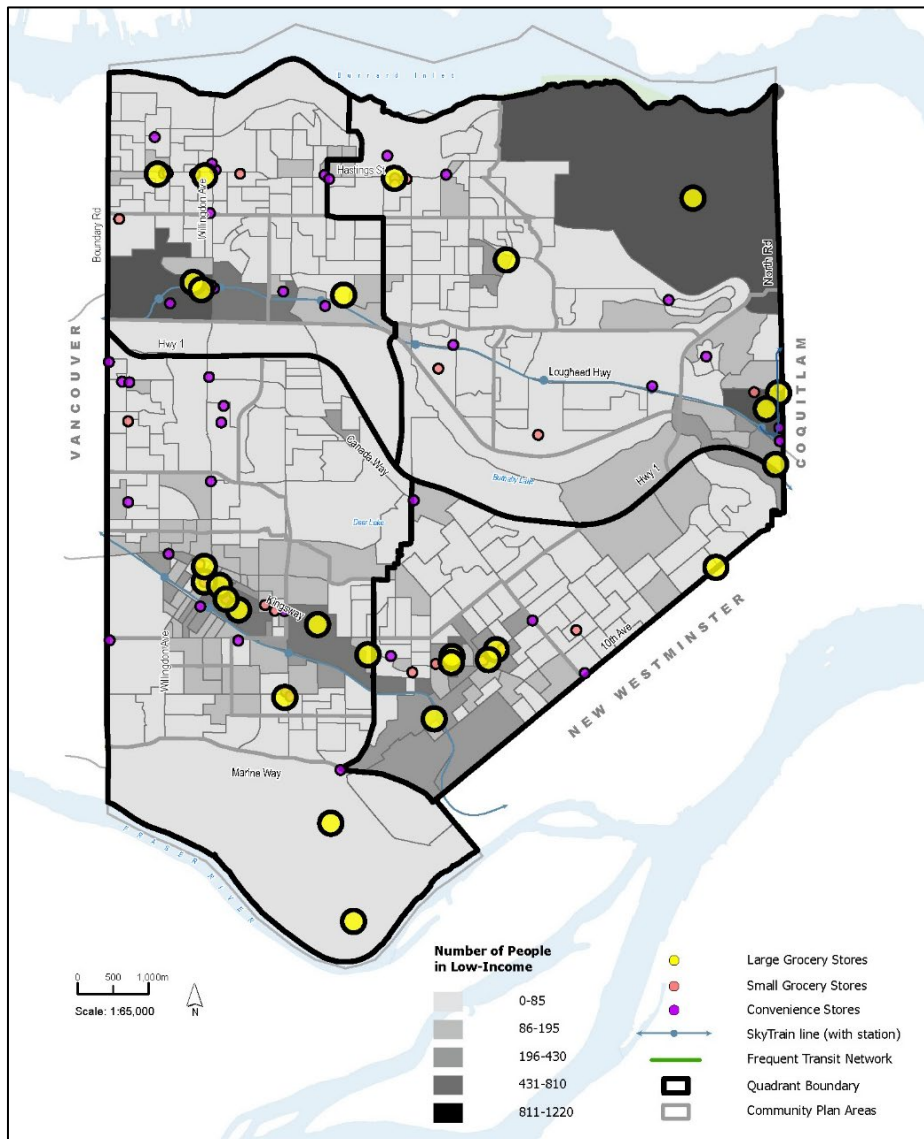 Burrard Inlet
Hastings St
Willingdon Ave
Boundary Rd
North Rd
VANCOUVER
Hwy 1
Lougheed Hwy
COQUITLAM
Canada Way
Hwy 1
Burnaby Lake
Deer Lake
Kingsway
10th Ave
Willingdon Ave
NEW WESTMINSTER
Marine Way
FRASER RIVER
Number of People
in Low-Income
0-85
86-195
196-430
431-810
811-1220
Large Grocery Stores
Small Grocery Stores
Convenience Stores
SkyTrain line (with station)
Frequent Transit Network
Quadrant Boundary
Community Plan Areas
0 500 1,000m
Scale: 1:65,000
N